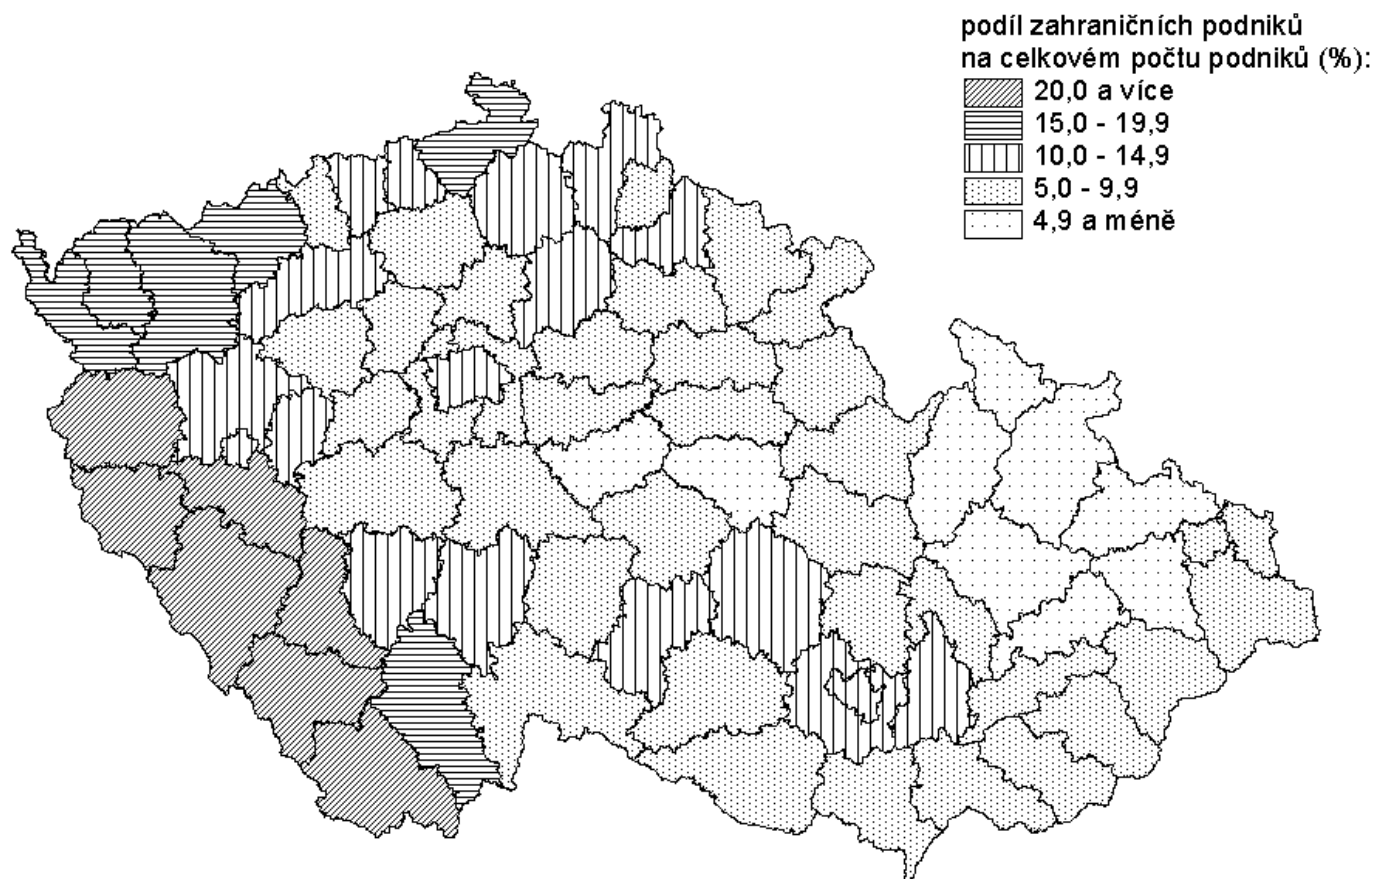 podíl zahraničních podniků
na celkovém počtu podniků (%):
20,0 a více
15,0 - 19,9
10,0 - 14,9
5,0 - 9,9
4,9 a méně